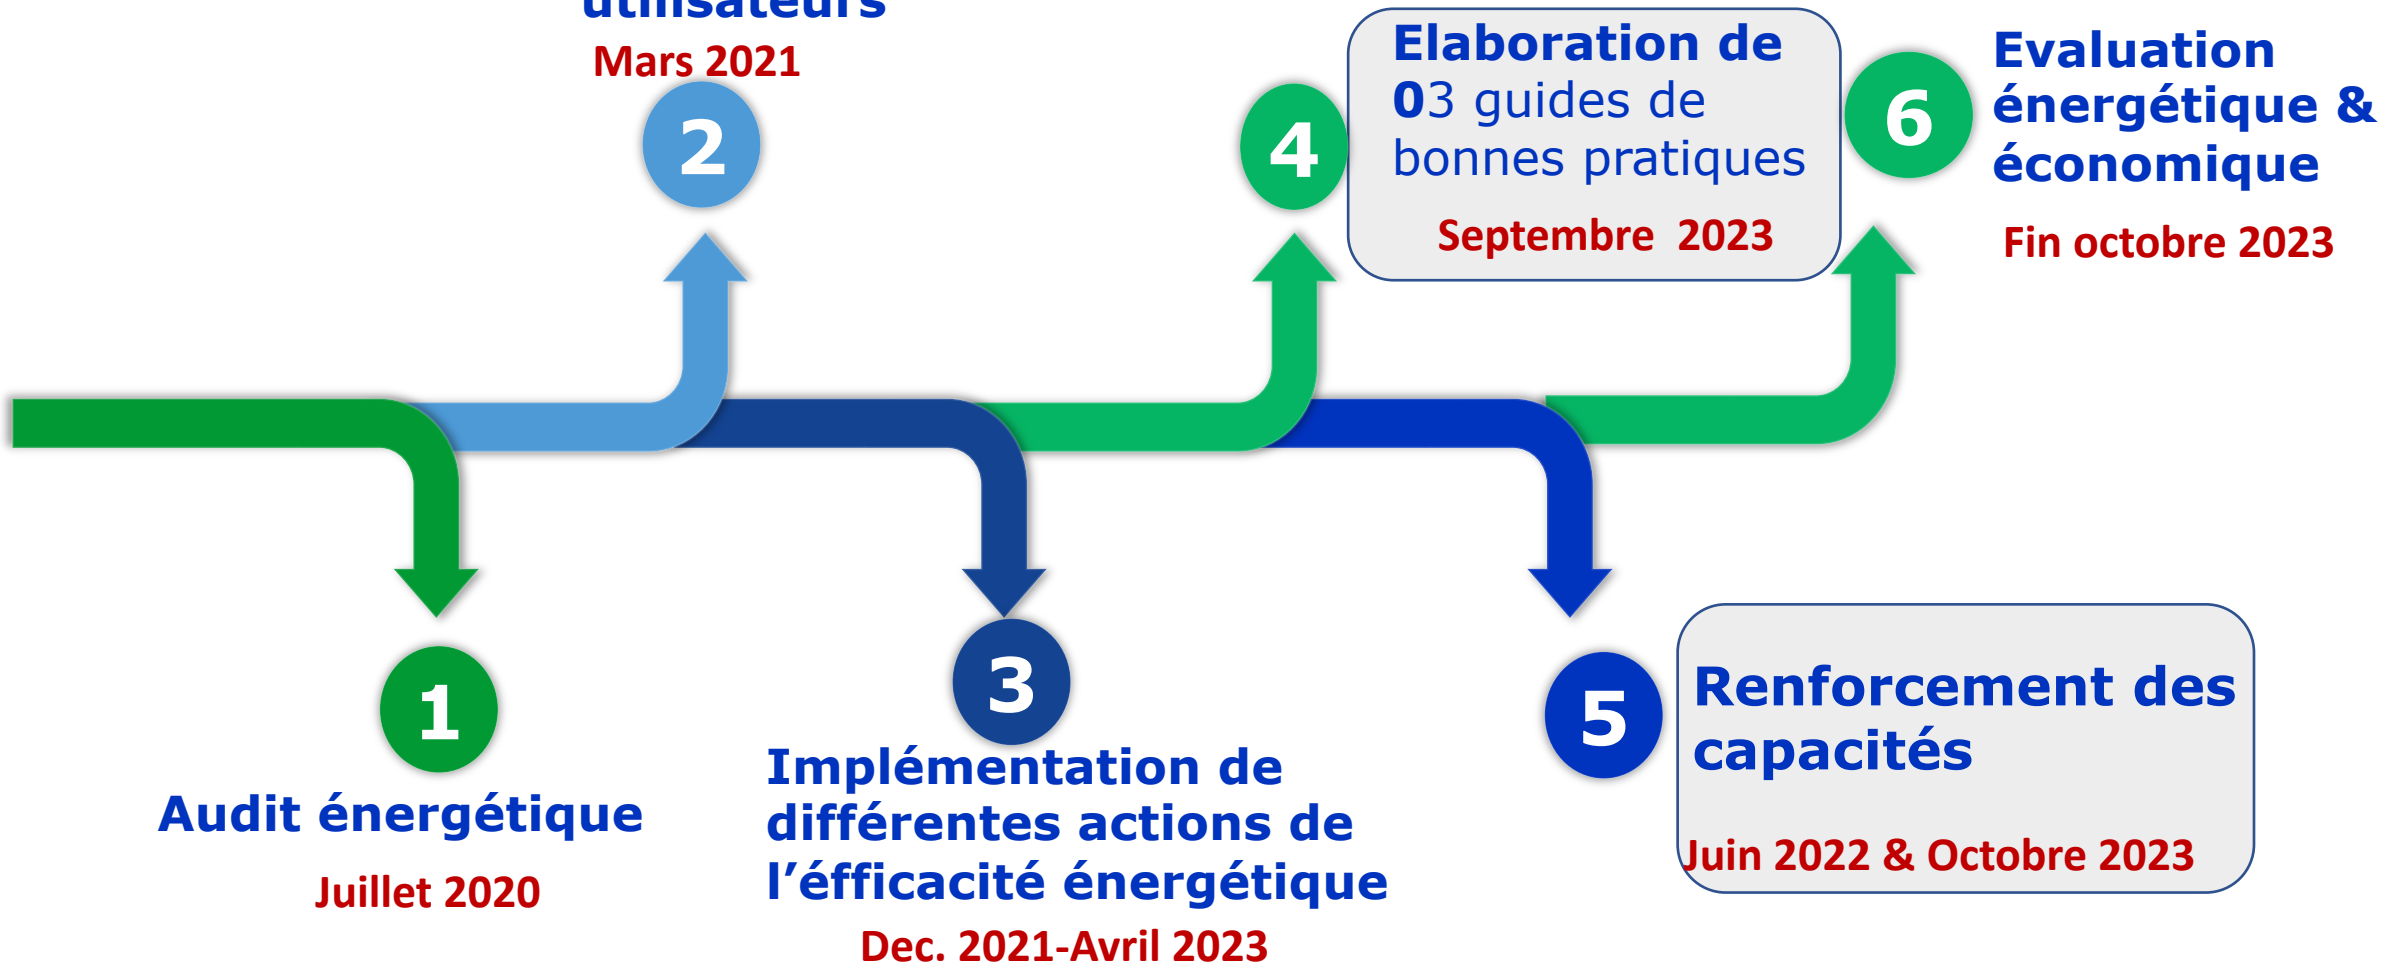 utilisateurs
Mars 2021
2
4
Elaboration de
03 guides de
bonnes pratiques
Septembre 2023
6
Evaluation
énergétique &
économique
Fin octobre 2023
1
Audit énergétique
Juillet 2020
3
Implémentation de
différentes actions de
l’éfficacité énergétique
Dec. 2021-Avril 2023
5
Renforcement des
capacités
Juin 2022 & Octobre 2023